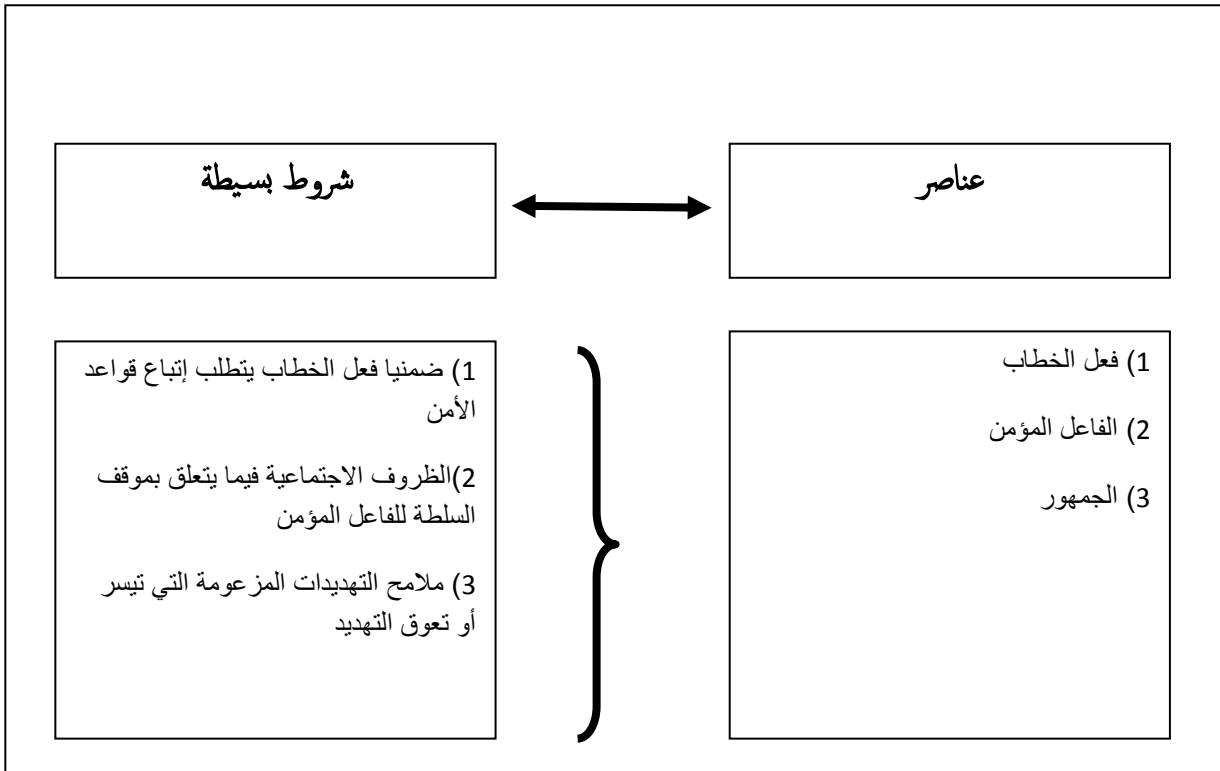 عناصر
شروط بسيطة
1) فعل الخطاب
2) الفاعل المؤمن
3) الجمهور
1) ضمنيا فعل الخطاب يتطلب إتباع قواعد
الأمن
2)الظروف الاجتماعية فيما يتعلق بموقف
السلطة للفاعل المؤمن
3) ملامح التهديدات المزعومة التي تيسر
أو تعوق التهديد